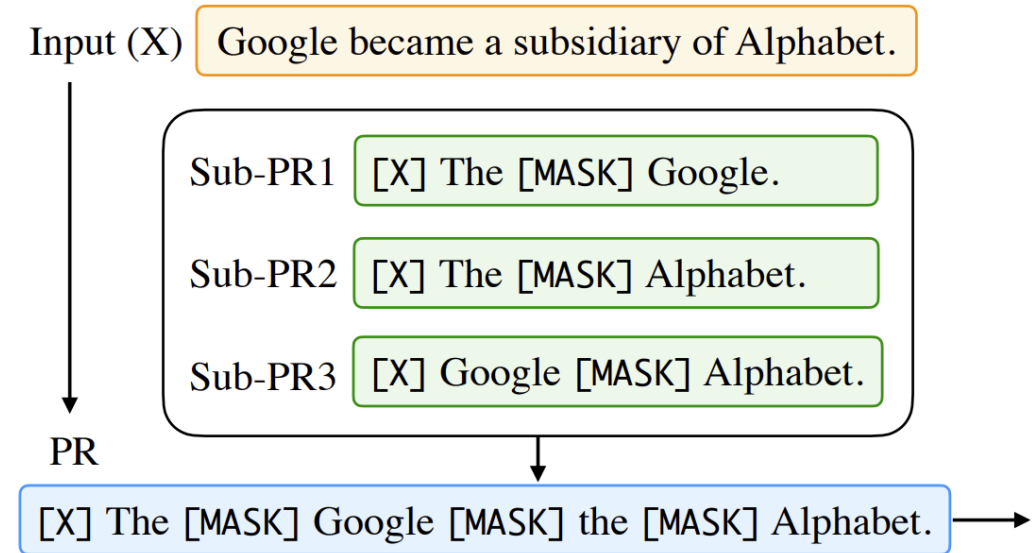 Input (X) Google became a subsidiary of Alphabet.
Sub-PR1 [X] The [MASK] Google.
Sub-PR2 [X] The [MASK] Alphabet.
Sub-PR3 [X] Google [MASK] Alphabet.
PR
[X] The [MASK] Google [MASK] the [MASK] Alphabet.